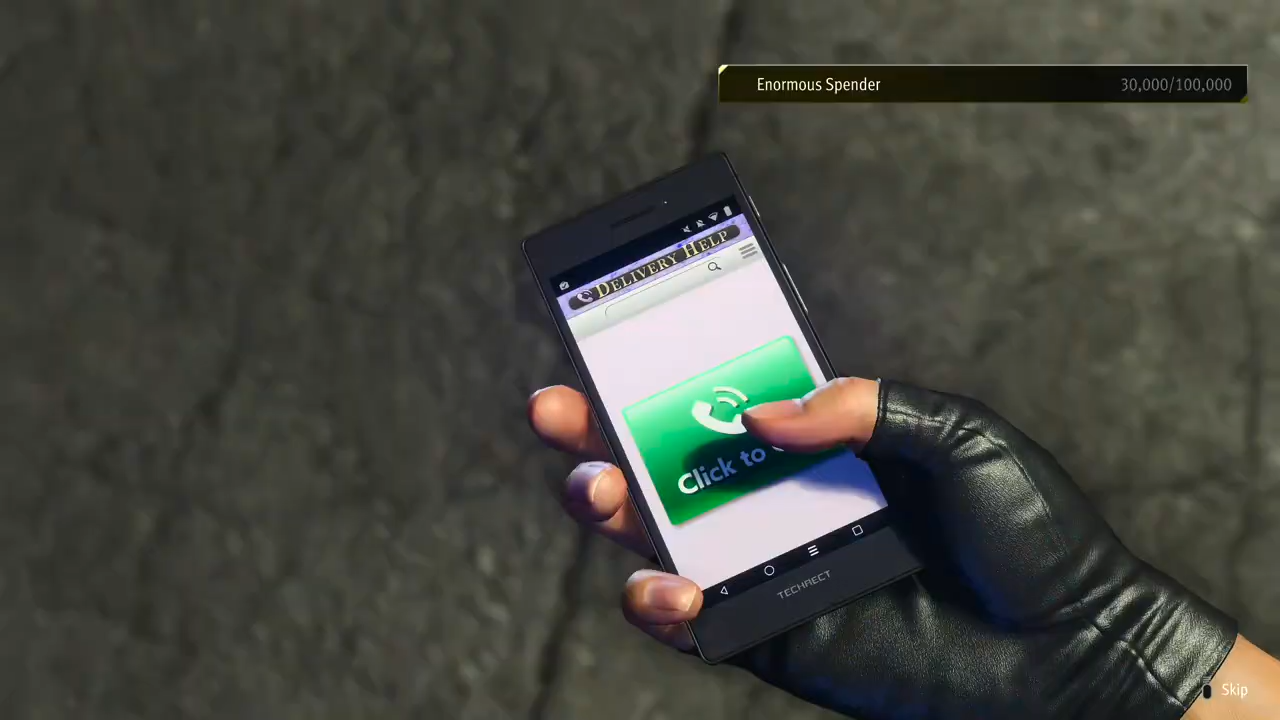 Enormous Spender 30,000/100,000
DELIVERY HELP
Click to
TECHRECT
Skip